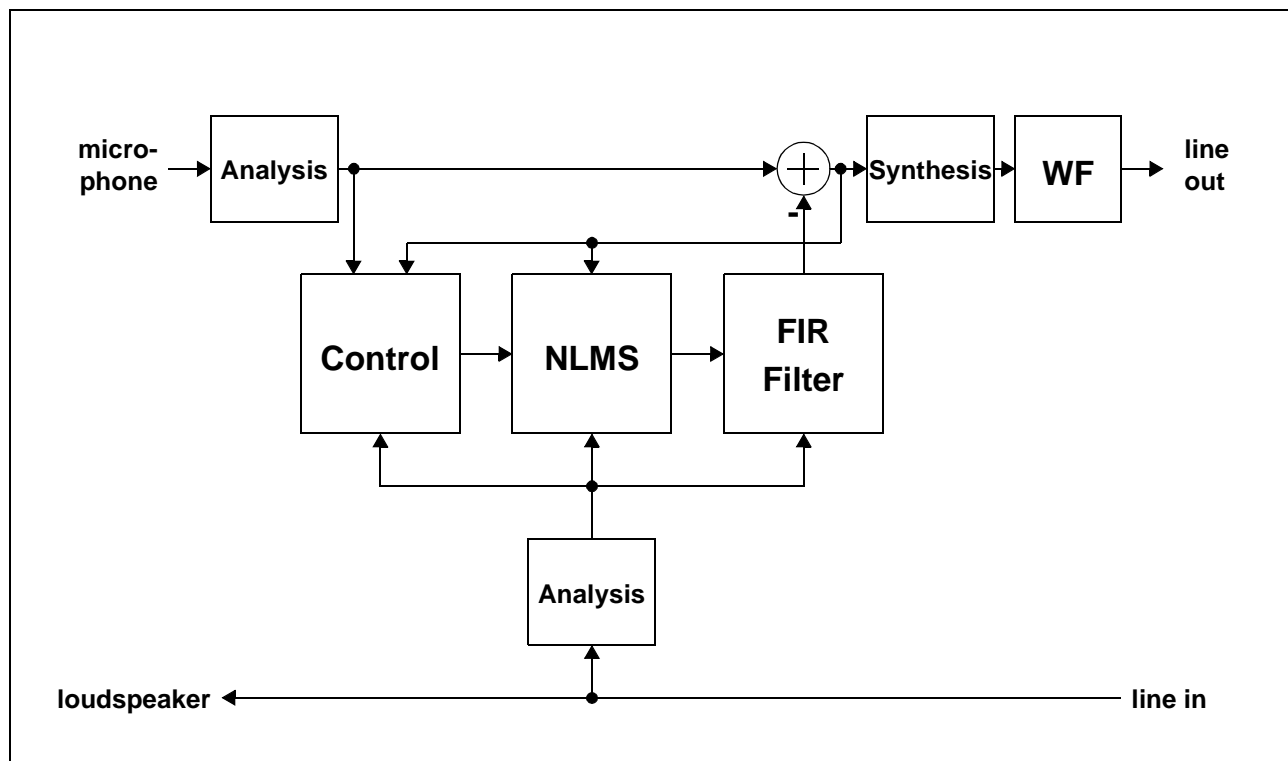 micro-
phone
Analysis
-
Synthesis
WF
line
out
Control
NLMS
FIR
Filter
Analysis
loudspeaker
line in